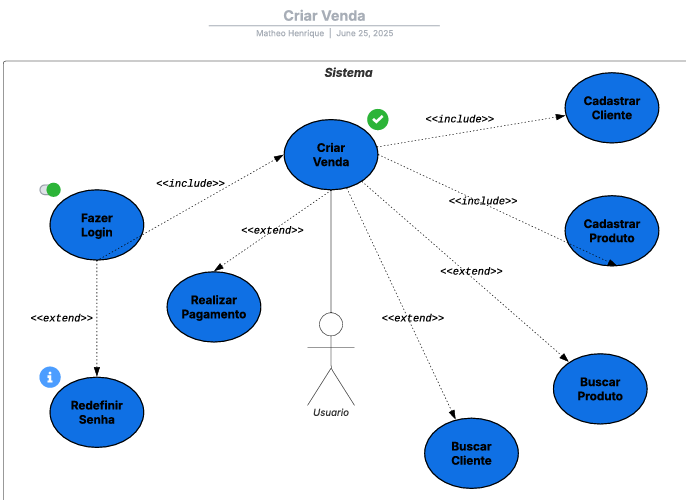 Criar Venda
Matheo Henrique | June 25, 2025
Sistema
Cadastrar
Cliente
<<include>>
Criar
Venda
<<include>>
<<include>>
Fazer
Login
Cadastrar
Produto
<<extend>>
<<extend>>
Realizar
Pagamento
<<extend>>
<<extend>>
Buscar
Produto
Redefinir
Senha
Usuario
Buscar
Cliente